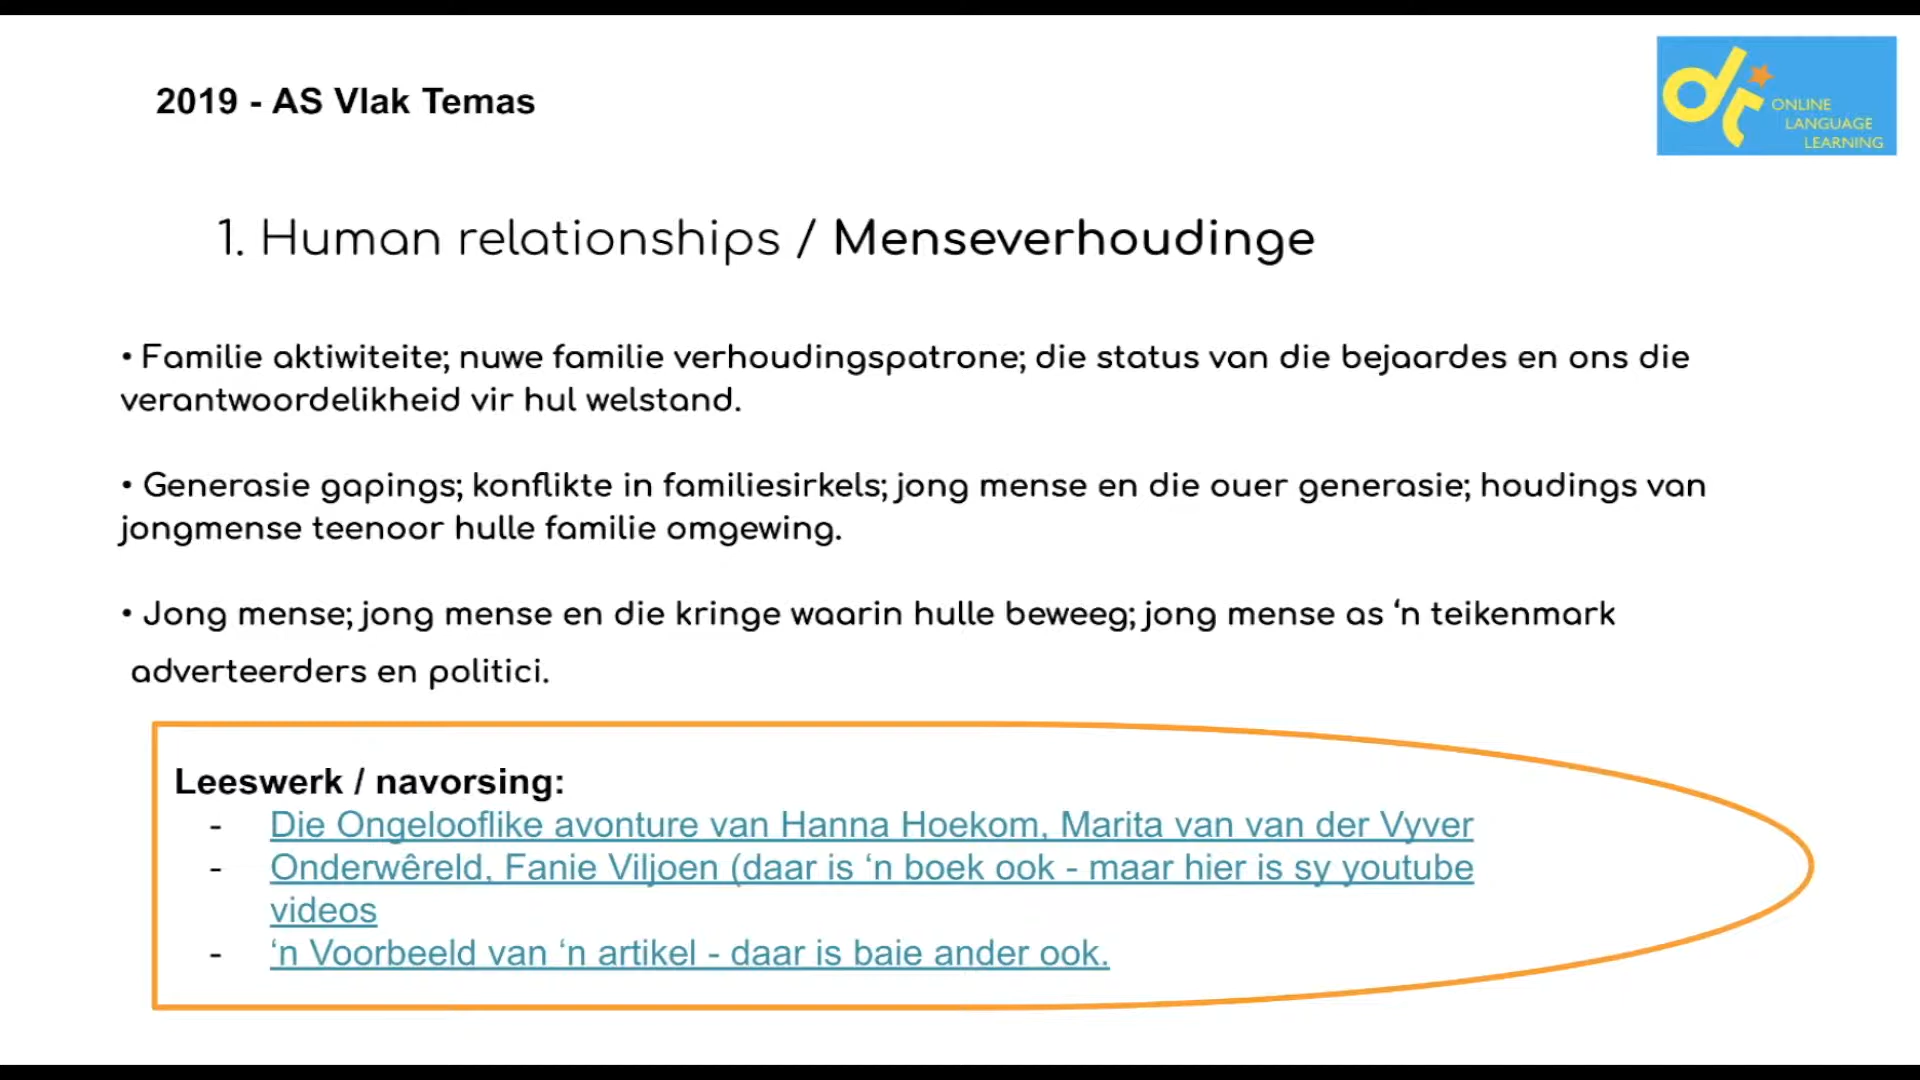 2019 - AS Vlak Temas
ONLINE
LANGUAGE
LEARNING
1. Human relationships / Menseverhoudinge
• Familie aktiwiteite; nuwe familie verhoudingspatrone; die status van die bejaardes en ons die
verantwoordelikheid vir hul welstand.
• Generasie gapings; konflikte in familiesirkels; jong mense en die ouer generasie; houdings van
jongmense teenoor hulle familie omgewing.
• Jong mense; jong mense en die kringe waarin hulle beweeg; jong mense as ‘n teikenmark
adverteerders en politici.
Leeswerk / navorsing:
- Die Ongelooflike avonture van Hanna Hoekom, Marita van van der Vyver
- Onderwêreld, Fanie Viljoen (daar is ‘n boek ook - maar hier is sy youtube
videos
- ‘n Voorbeeld van ‘n artikel - daar is baie ander ook.